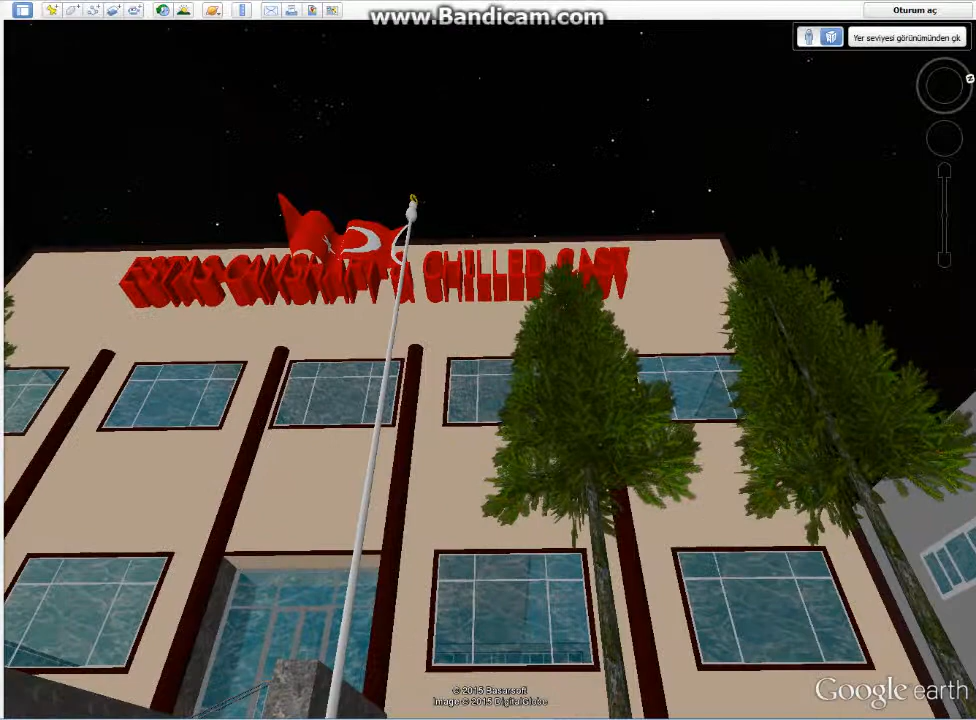 www.Bandicam.com
Oturum aç
Yer seviyesi görünümünden çık
CHILLED CAST
© 2015 Basarsoft
Image © 2015 DigitalGlobe
Google earth